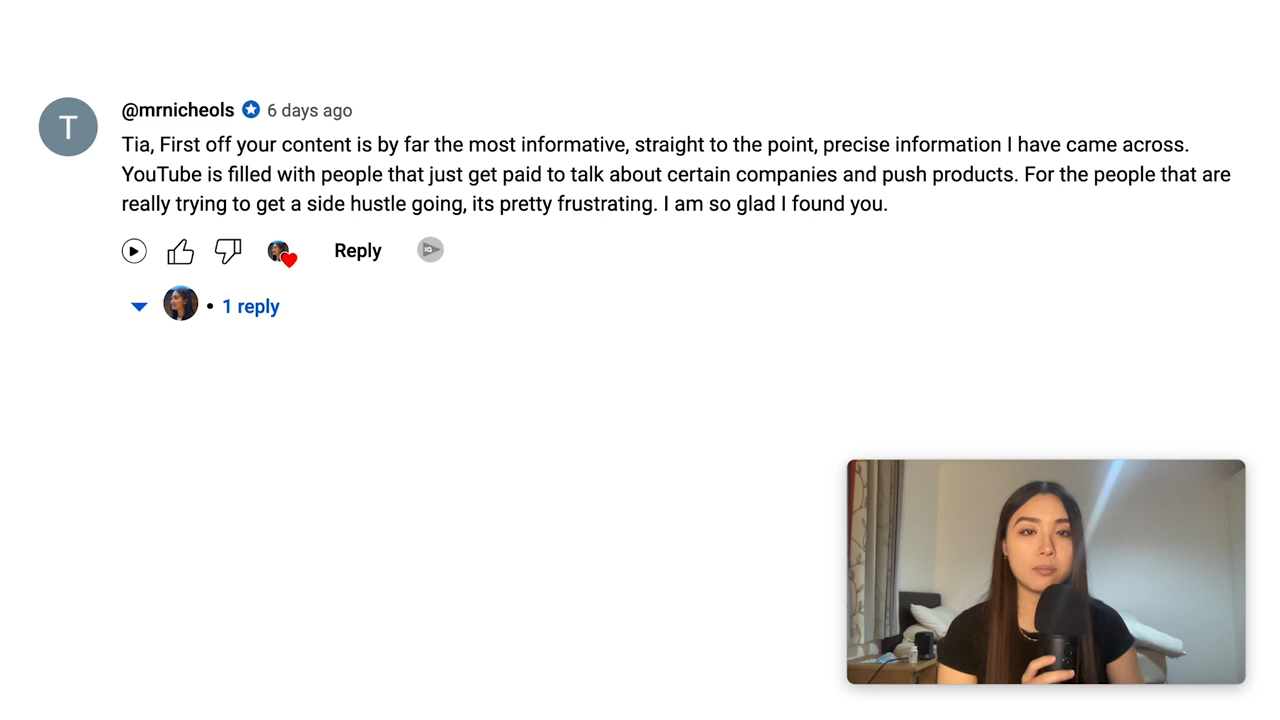 T
@mrnicheols 6 days ago
Tia, First off your content is by far the most informative, straight to the point, precise information I have came across.
YouTube is filled with people that just get paid to talk about certain companies and push products. For the people that are
really trying to get a side hustle going, its pretty frustrating. I am so glad I found you.
Reply
IQ
• 1 reply